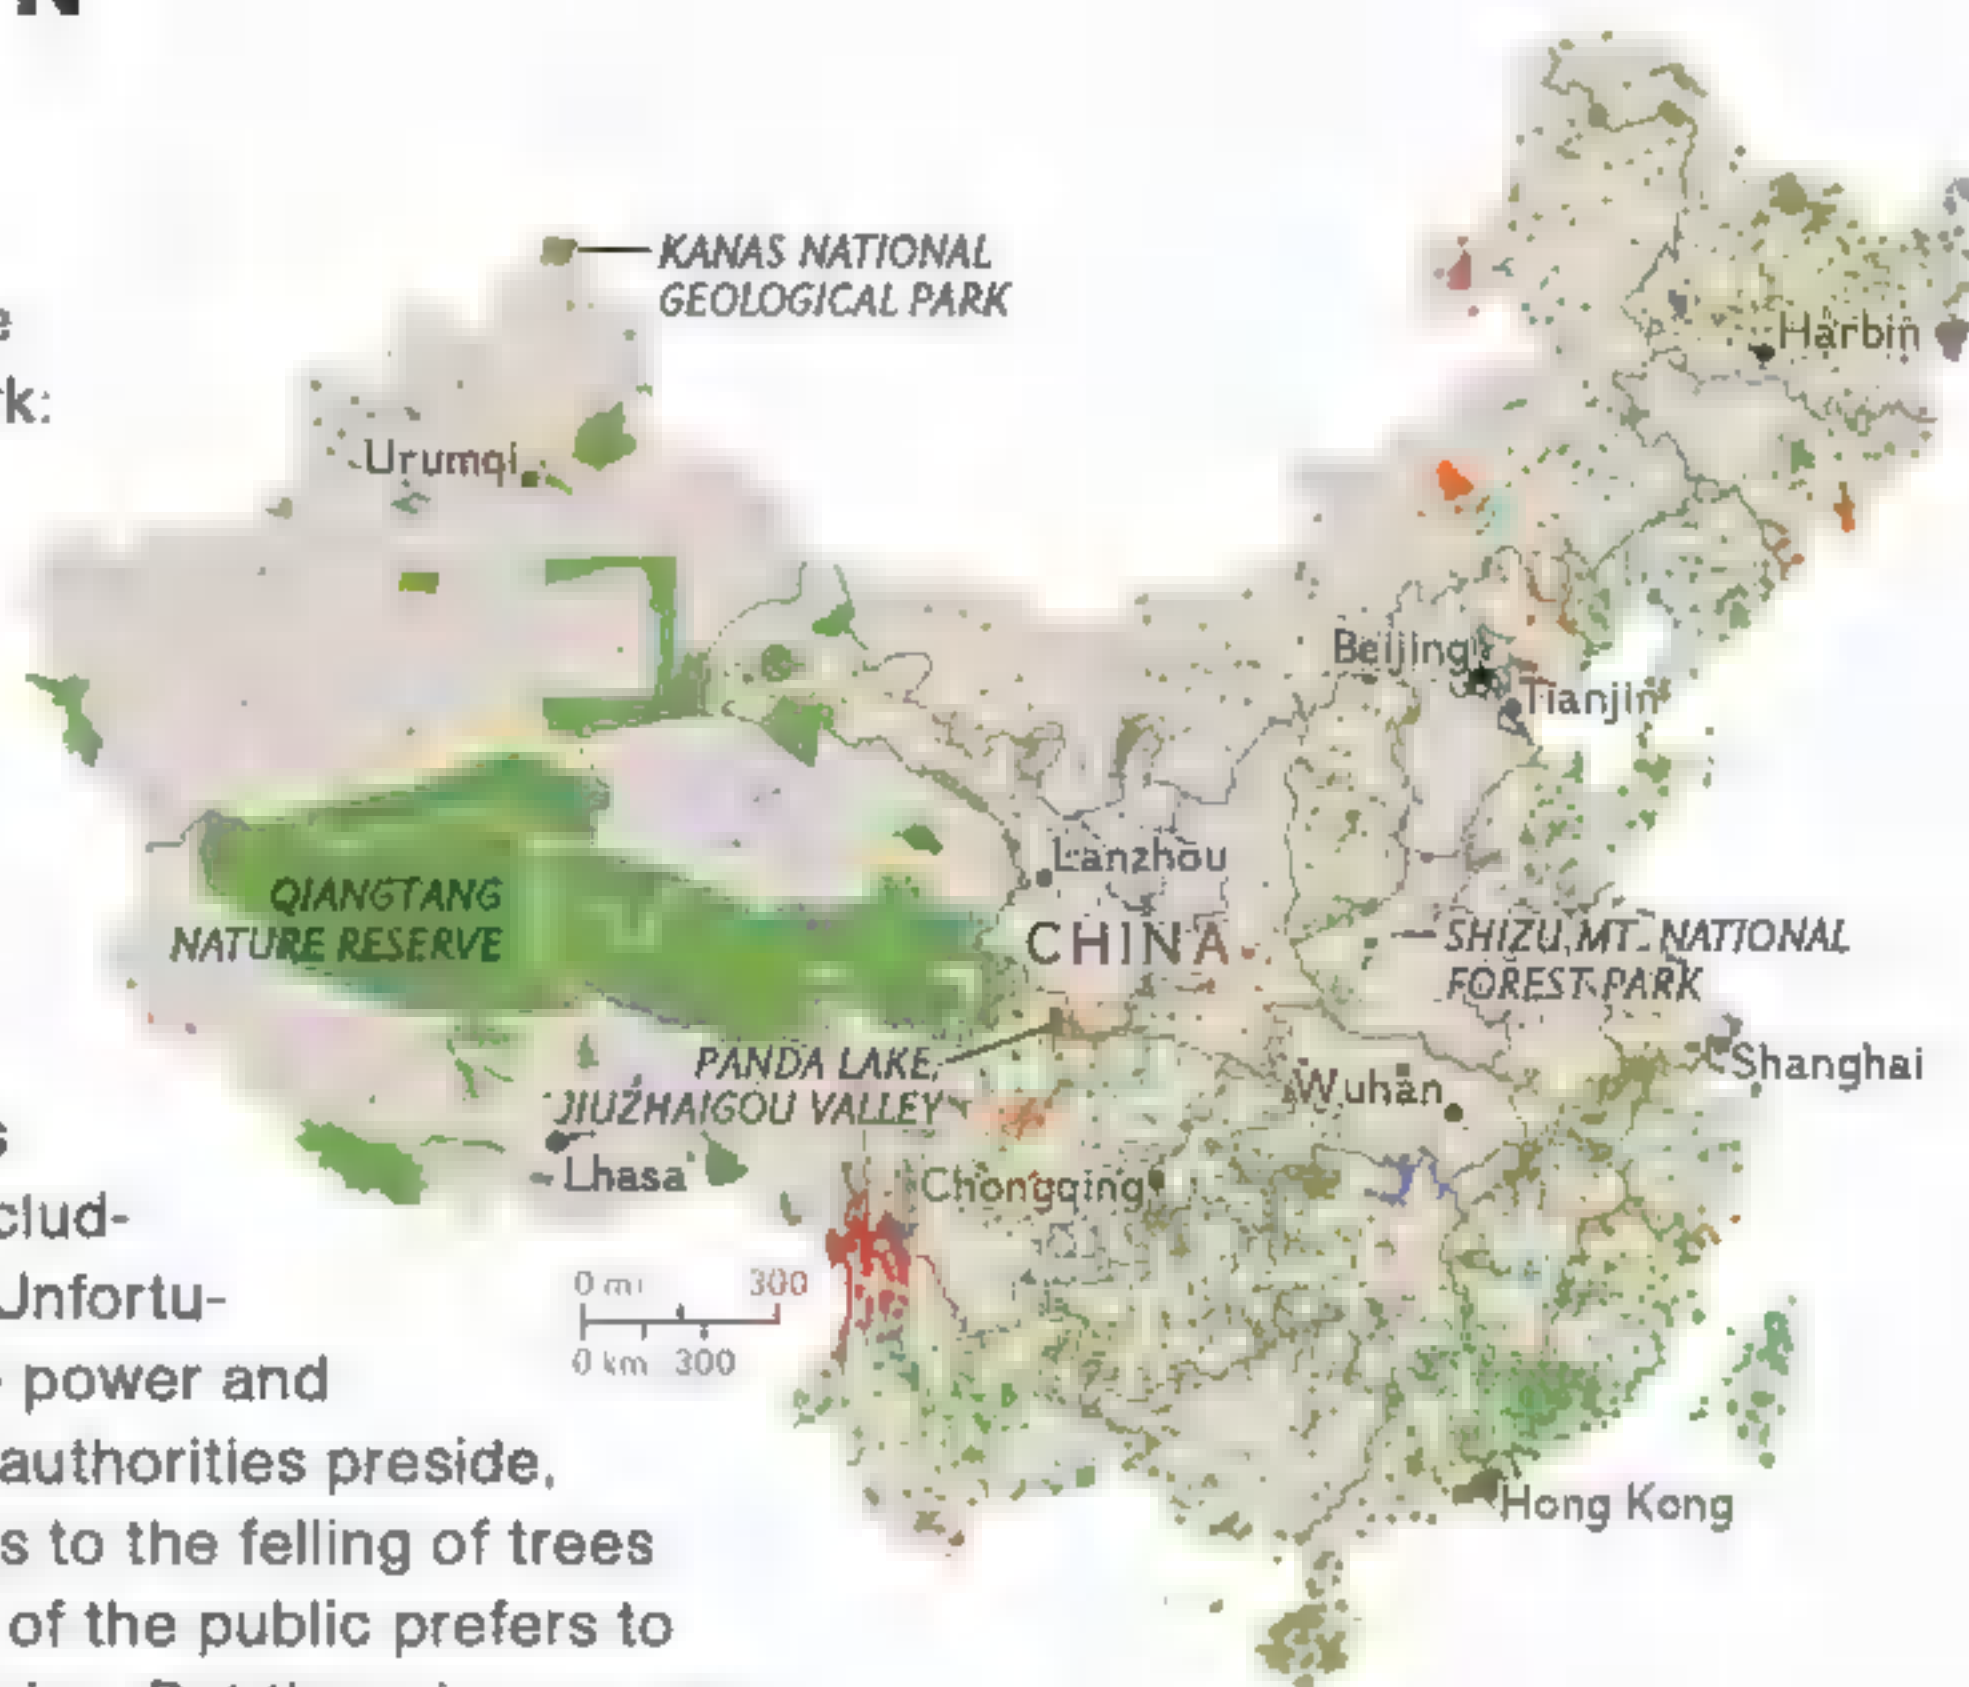 N
KANAS NATIONAL
GEOLOGICAL PARK
e
Harbin
k:
Urumqi
Beijing
Tianjin
Lanzhou
QIANGTANG
NATURE RESERVE
CHINA
SHIZU MT. NATIONAL
FOREST PARK
PANDA LAKE,
JIUZHAIGOU VALLEY
Shanghai
Wuhan
s
Lhasa
Chongqing
clud-
0 mi 300
Unfortu-
0 km 300
power and
authorities preside,
Hong Kong
s to the felling of trees
of the public prefers to